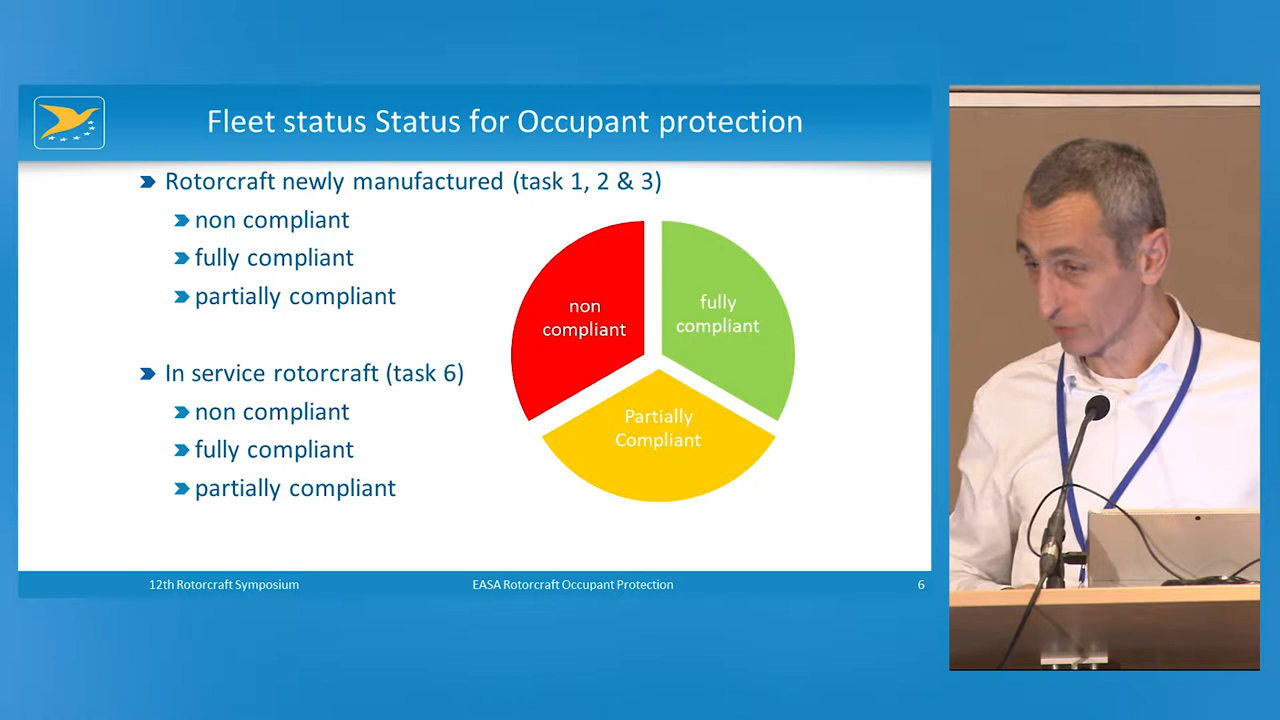 Fleet status Status for Occupant protection
Rotorcraft newly manufactured (task 1, 2 & 3)
non compliant
fully compliant
partially compliant
In service rotorcraft (task 6)
non compliant
fully compliant
partially compliant
non
compliant
fully
compliant
Partially
Compliant
12th Rotorcraft Symposium
EASA Rotorcraft Occupant Protection
6